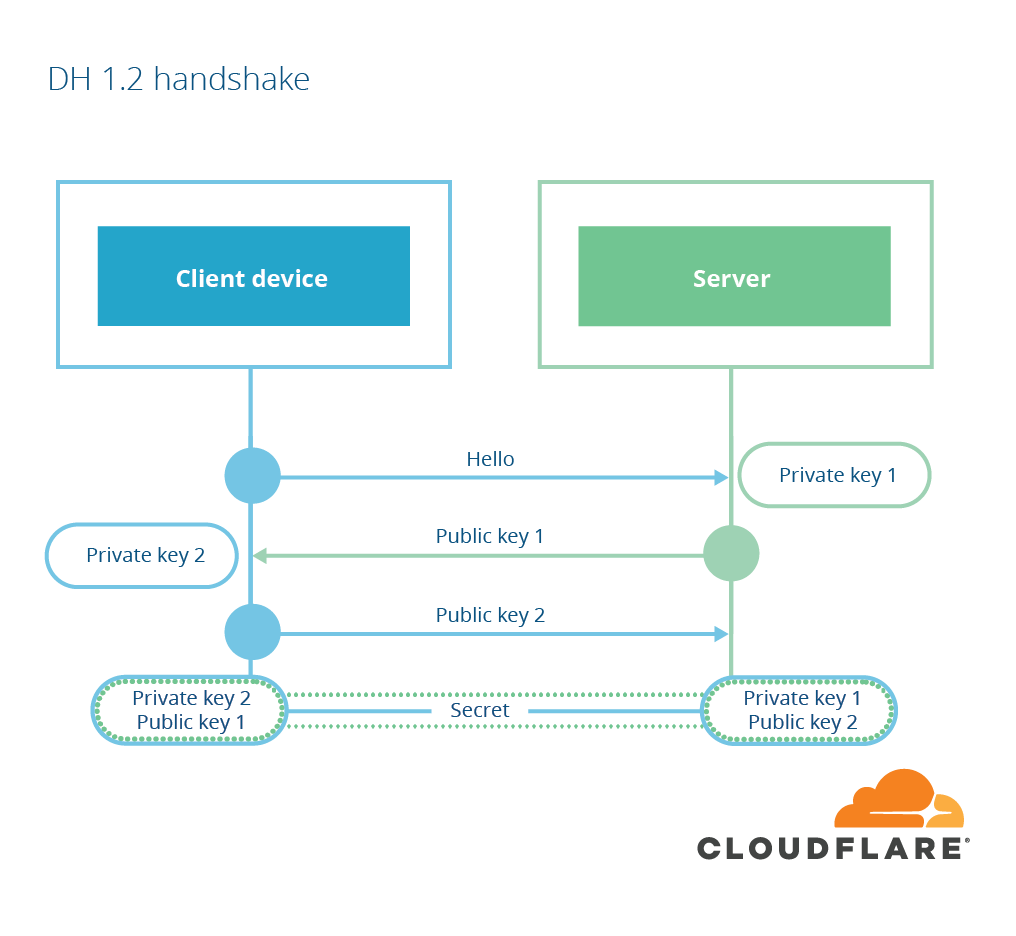 DH 1.2 handshake
Client device
Server
Hello
Private key 1
Public key 1
Private key 2
Public key 2
Private key 2
Public key 1
Secret
Private key 1
Public key 2
CLOUDFLARE®